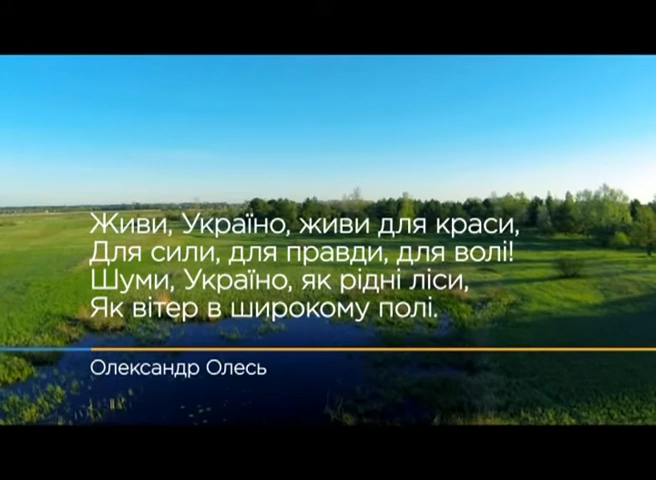 Живи, Україно, живи для краси,
Для сили, для правди, для волі!
Шуми, Україно, як рідні ліси,
Як вітер в широкому полі.
Олександр Олесь